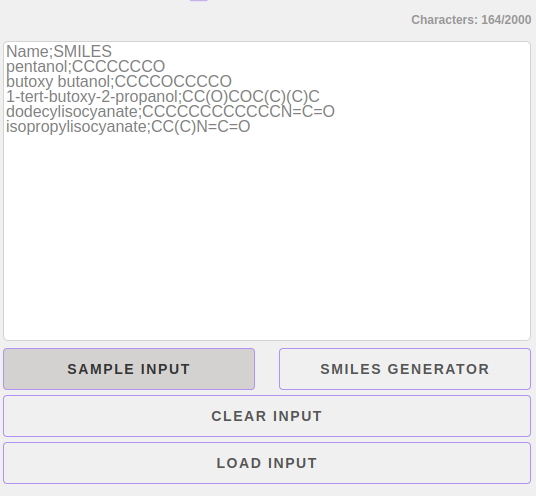 Characters: 164/2000
Name;SMILES
pentanol;CCCCCCCO
butoxy butanol;CCCCOCCCCO
1-tert-butoxy-2-propanol;CC(O)COC(C)(C)C
dodecylisocyanate;CCCCCCCCCCCCN=C=O
isopropylisocyanate;CC(C)N=C=O
SAMPLE INPUT
SMILES GENERATOR
CLEAR INPUT
LOAD INPUT